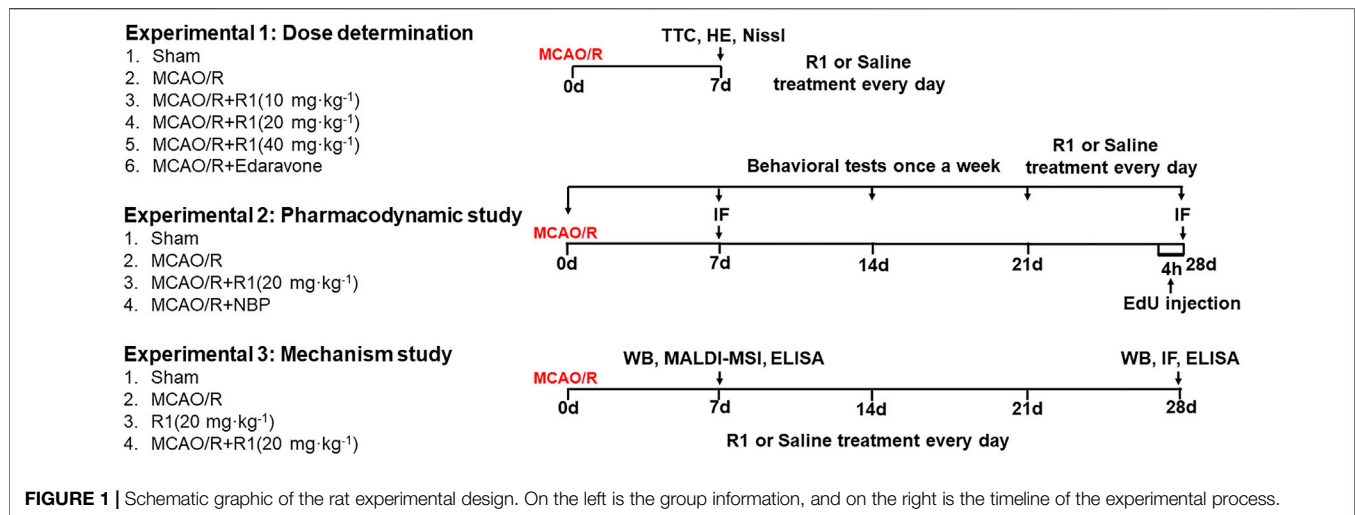 Experimental 1: Dose determination
1. Sham
2. MCAO/R
3. MCAO/R+R1(10 mg·kg⁻¹)
4. MCAO/R+R1(20 mg·kg⁻¹)
5. MCAO/R+R1(40 mg·kg⁻¹)
6. MCAO/R+Edaravone
TTC, HE, Nissl
MCAO/R
0d 7d
R1 or Saline
treatment every day
Experimental 2: Pharmacodynamic study
1. Sham
2. MCAO/R
3. MCAO/R+R1(20 mg·kg⁻¹)
4. MCAO/R+NBP
Behavioral tests once a week
R1 or Saline
treatment every day
IF IF
MCAO/R
0d 7d 14d 21d 4h 28d
EdU injection
Experimental 3: Mechanism study
1. Sham
2. MCAO/R
3. R1(20 mg·kg⁻¹)
4. MCAO/R+R1(20 mg·kg⁻¹)
WB, MALDI-MSI, ELISA WB, IF, ELISA
MCAO/R
0d 7d 14d 21d 28d
R1 or Saline treatment every day
FIGURE 1 | Schematic graphic of the rat experimental design. On the left is the group information, and on the right is the timeline of the experimental process.